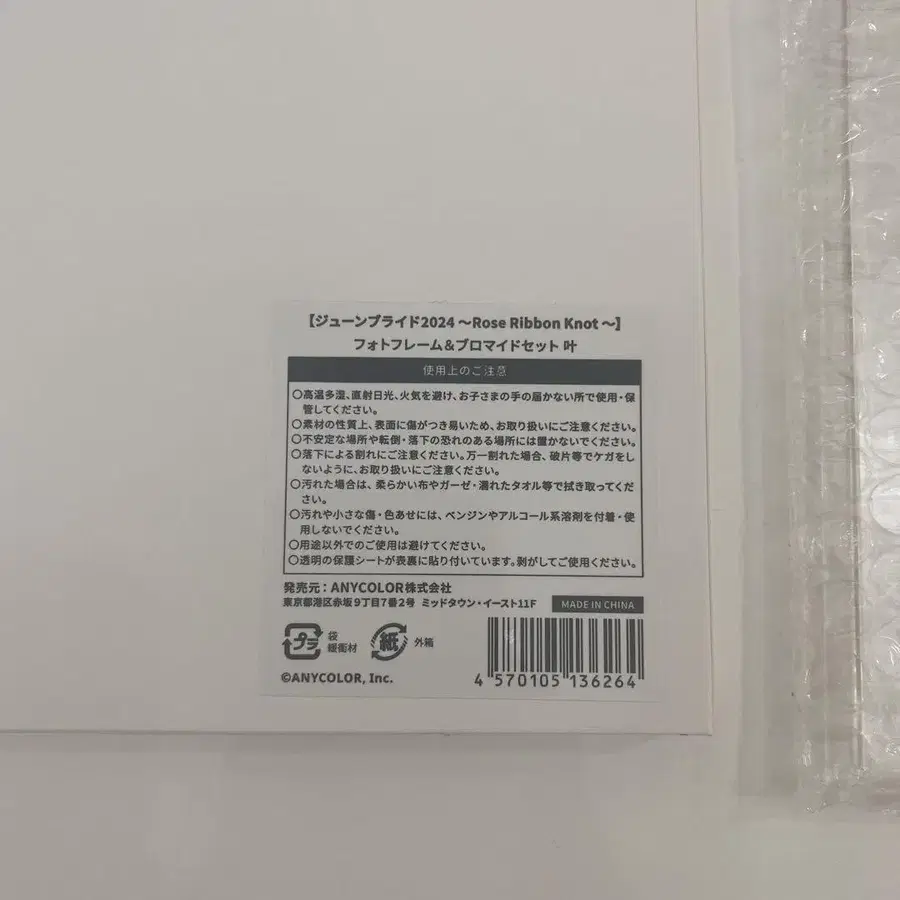 【ジューンブライド2024 ～Rose Ribbon Knot～】
フォトフレーム＆ブロマイドセット 叶
使用上のご注意
○高温多湿、直射日光、火気を避け、お子さまの手の届かない所で使用・保
管してください。
○素材の性質上、表面に傷がつき易いため、お取り扱いにご注意ください。
○不安定な場所や転倒・落下の恐れのある場所には置かないでください。
○落下による割れにご注意ください。万一割れた場合、破片等でケガをし
ないように、お取り扱いにご注意ください。
○汚れた場合は、柔らかい布やガーゼ・濡れたタオル等で拭き取ってくだ
さい。
○汚れや小さな傷・色あせには、ベンジンやアルコール系溶剤を付着・使
用しないでください。
○用途以外でのご使用は避けてください。
○透明の保護シートが表裏に貼り付いています。剥がしてご使用ください。
発売元：ANYCOLOR株式会社
東京都港区赤坂9丁目7番2号 ミッドタウン・イースト11F
MADE IN CHINA
プラ 袋 緩衝材 紙 外箱
©ANYCOLOR, Inc.
4 570105 136264